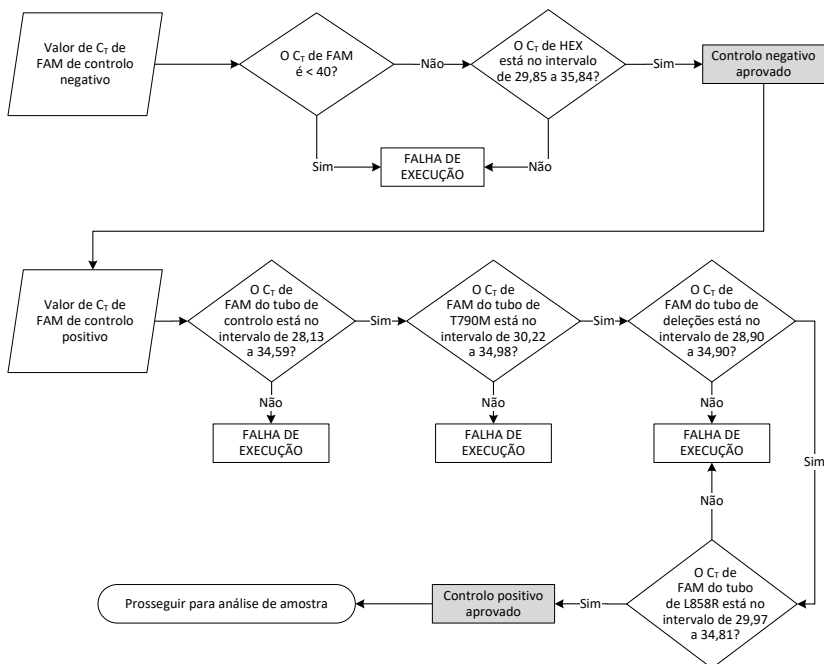 Valor de CT de
FAM de controlo
negativo
O CT de FAM
é < 40?
Não
O CT de HEX
está no intervalo
de 29,85 a 35,84?
Sim
Controlo negativo
aprovado
Sim
FALHA DE
EXECUÇÃO
Não
Valor de CT de
FAM de controlo
positivo
O CT de
FAM do tubo de
controlo está no
intervalo de 28,13
a 34,59?
Sim
O CT de
FAM do tubo de
T790M está no
intervalo de 30,22
a 34,98?
Sim
O CT de
FAM do tubo de
deleções está no
intervalo de 28,90
a 34,90?
Não
Não
Não
FALHA DE
EXECUÇÃO
FALHA DE
EXECUÇÃO
FALHA DE
EXECUÇÃO
Sim
Não
O CT de
FAM do tubo
de L858R está no
intervalo de 29,97
a 34,81?
Sim
Controlo positivo
aprovado
Prosseguir para análise de amostra